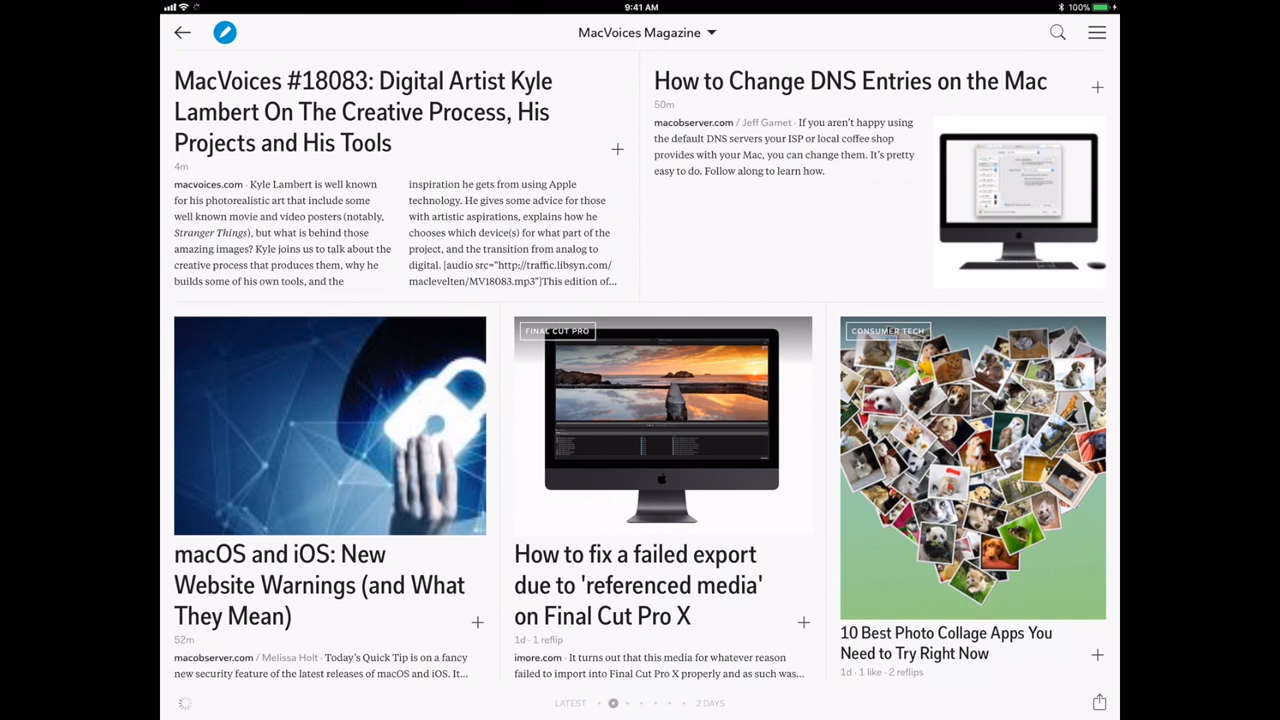 9:41 AM
100%
MacVoices Magazine
MacVoices #18083: Digital Artist Kyle
Lambert On The Creative Process, His
Projects and His Tools
4m
macvoices.com · Kyle Lambert is well known
for his photorealistic art that include some
well known movie and video posters (notably,
Stranger Things), but what is behind those
amazing images? Kyle joins us to talk about the
creative process that produces them, why he
builds some of his own tools, and the
inspiration he gets from using Apple
technology. He gives some advice for those
with artistic aspirations, explains how he
chooses which device(s) for what part of the
project, and the transition from analog to
digital. [audio src="http://traffic.libsyn.com/
maclevelten/MV18083.mp3"]This edition of...
How to Change DNS Entries on the Mac
50m
macobserver.com / Jeff Gamet · If you aren't happy using
the default DNS servers your ISP or local coffee shop
provides with your Mac, you can change them. It's pretty
easy to do. Follow along to learn how.
macOS and iOS: New
Website Warnings (and What
They Mean)
52m
macobserver.com / Melissa Holt · Today's Quick Tip is on a fancy
new security feature of the latest releases of macOS and iOS. It...
FINAL CUT PRO
How to fix a failed export
due to 'referenced media'
on Final Cut Pro X
1d · 1 reflip
imore.com · It turns out that this media for whatever reason
failed to import into Final Cut Pro X properly and as such was...
CONSUMER TECH
10 Best Photo Collage Apps You
Need to Try Right Now
1d · 1 like · 2 reflips
LATEST
2 DAYS